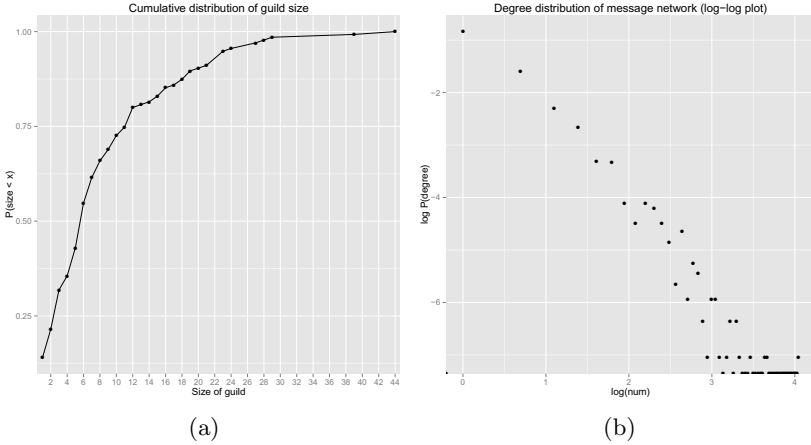 Cumulative distribution of guild size
1.00
0.75
0.50
0.25
P(size < x)
2 4 6 8 10 12 14 16 18 20 22 24 26 28 30 32 34 36 38 40 42 44
Size of guild
(a)
Degree distribution of message network (log−log plot)
−2
−4
−6
log P(degree)
0 1 2 3 4
log(num)
(b)